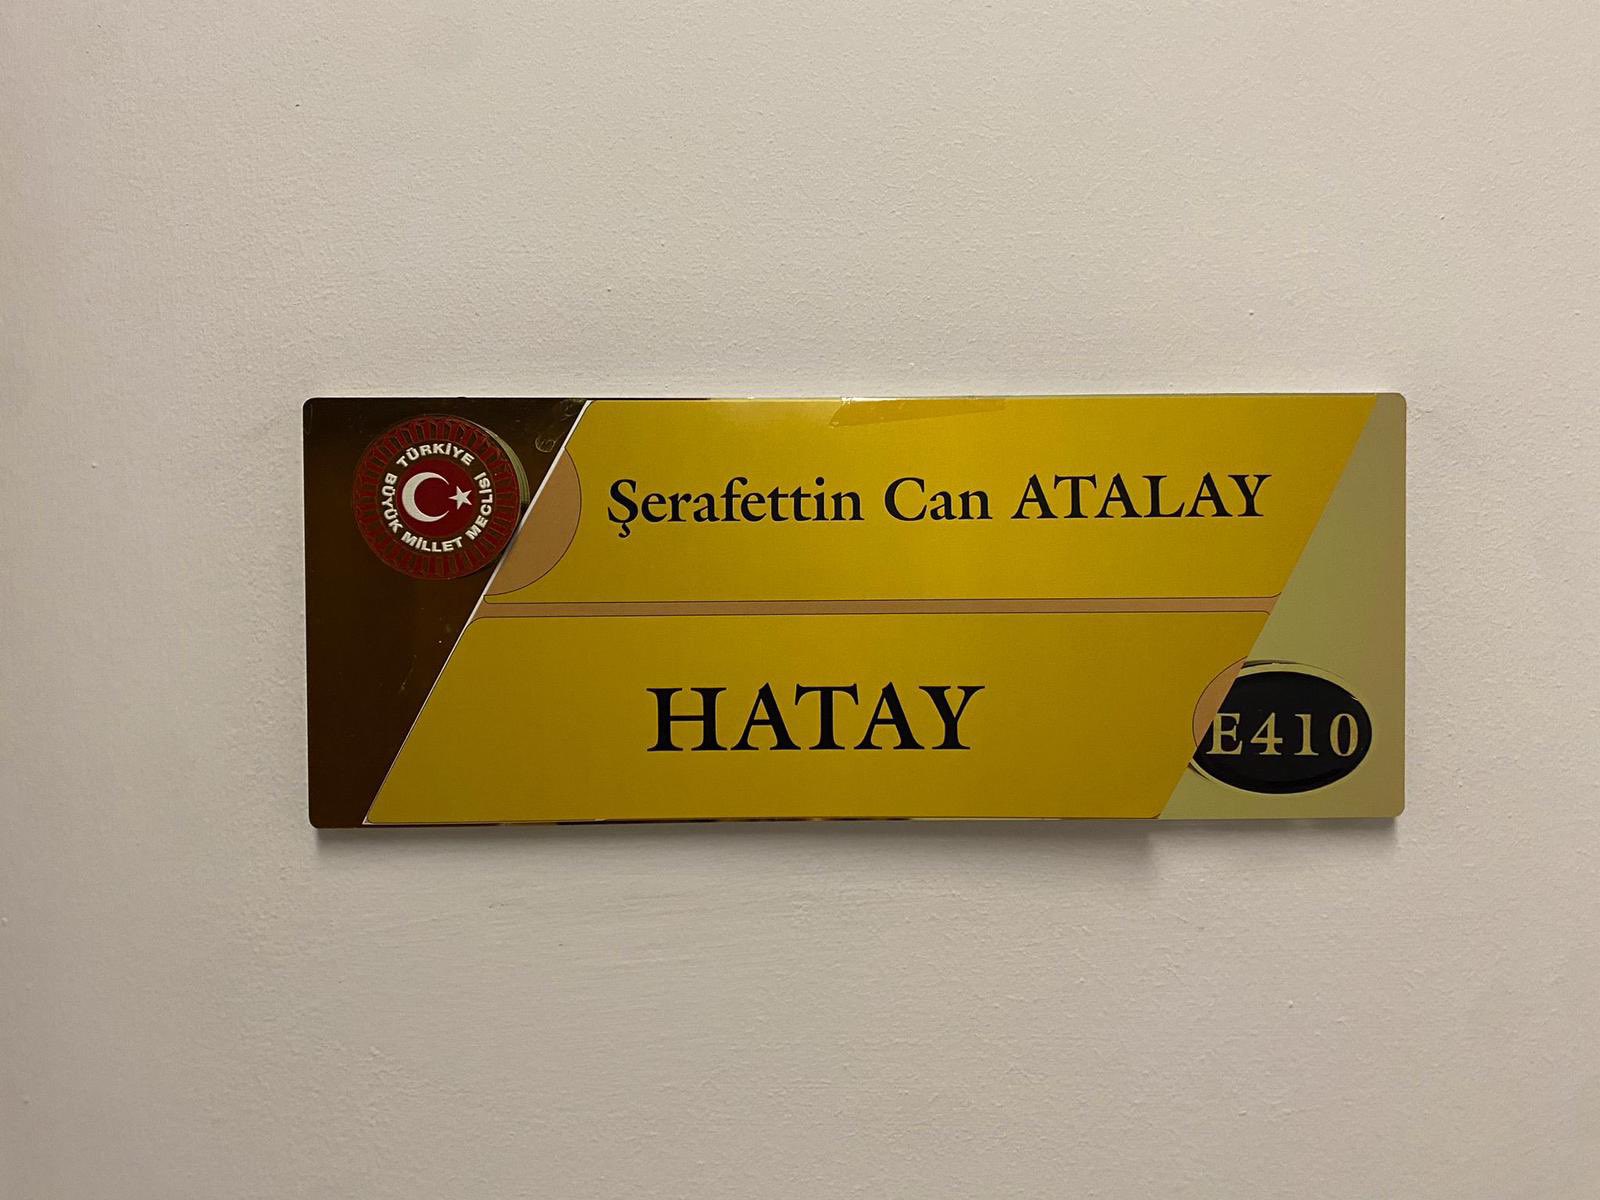 TÜRKİYE
BÜYÜK MİLLET MECLİSİ
Şerafettin Can ATALAY
HATAY
E410